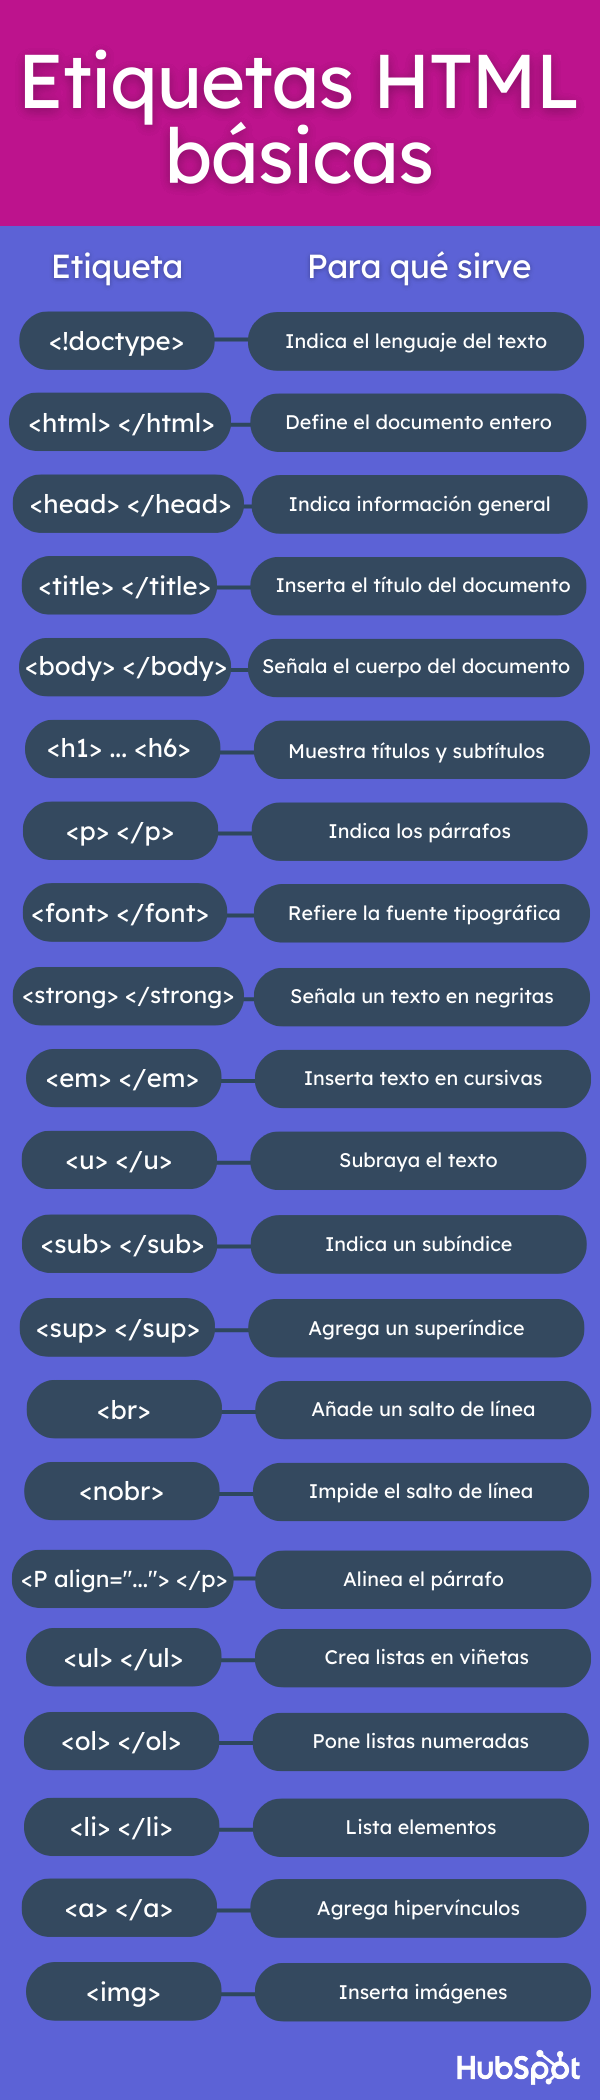 Etiquetas HTML
básicas
Etiqueta Para qué sirve
<!doctype> Indica el lenguaje del texto
<html> </html> Define el documento entero
<head> </head> Indica información general
<title> </title> Inserta el título del documento
<body> </body> Señala el cuerpo del documento
<h1> ... <h6> Muestra títulos y subtítulos
<p> </p> Indica los párrafos
<font> </font> Refiere la fuente tipográfica
<strong> </strong> Señala un texto en negritas
<em> </em> Inserta texto en cursivas
<u> </u> Subraya el texto
<sub> </sub> Indica un subíndice
<sup> </sup> Agrega un superíndice
<br> Añade un salto de línea
<nobr> Impide el salto de línea
<P align="..."> </p> Alinea el párrafo
<ul> </ul> Crea listas en viñetas
<ol> </ol> Pone listas numeradas
<li> </li> Lista elementos
<a> </a> Agrega hipervínculos
<img> Inserta imágenes
HubSpot